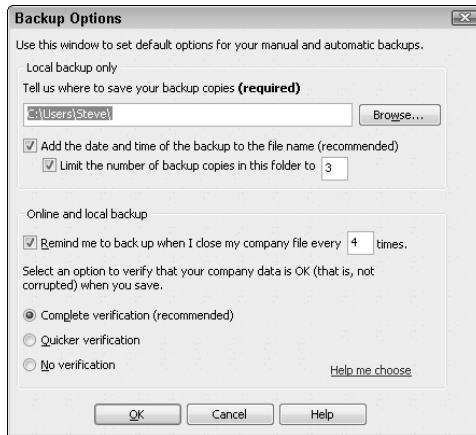 Backup Options
Use this window to set default options for your manual and automatic backups.
Local backup only
Tell us where to save your backup copies (required)
C:\Users\Steve\
Browse...
Add the date and time of the backup to the file name (recommended)
Limit the number of backup copies in this folder to 3
Online and local backup
Remind me to back up when I close my company file every 4 times.
Select an option to verify that your company data is OK (that is, not
corrupted) when you save.
Complete verification (recommended)
Quicker verification
No verification
Help me choose
OK Cancel Help